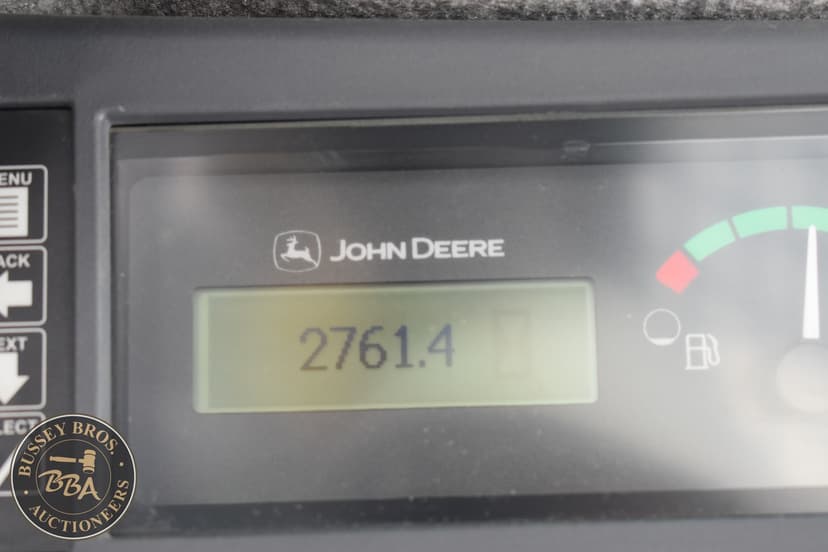 ENU
ACK
EXT
LECT
JOHN DEERE
2761.4
BUSSEY BROS.
BBA
AUCTIONEERS